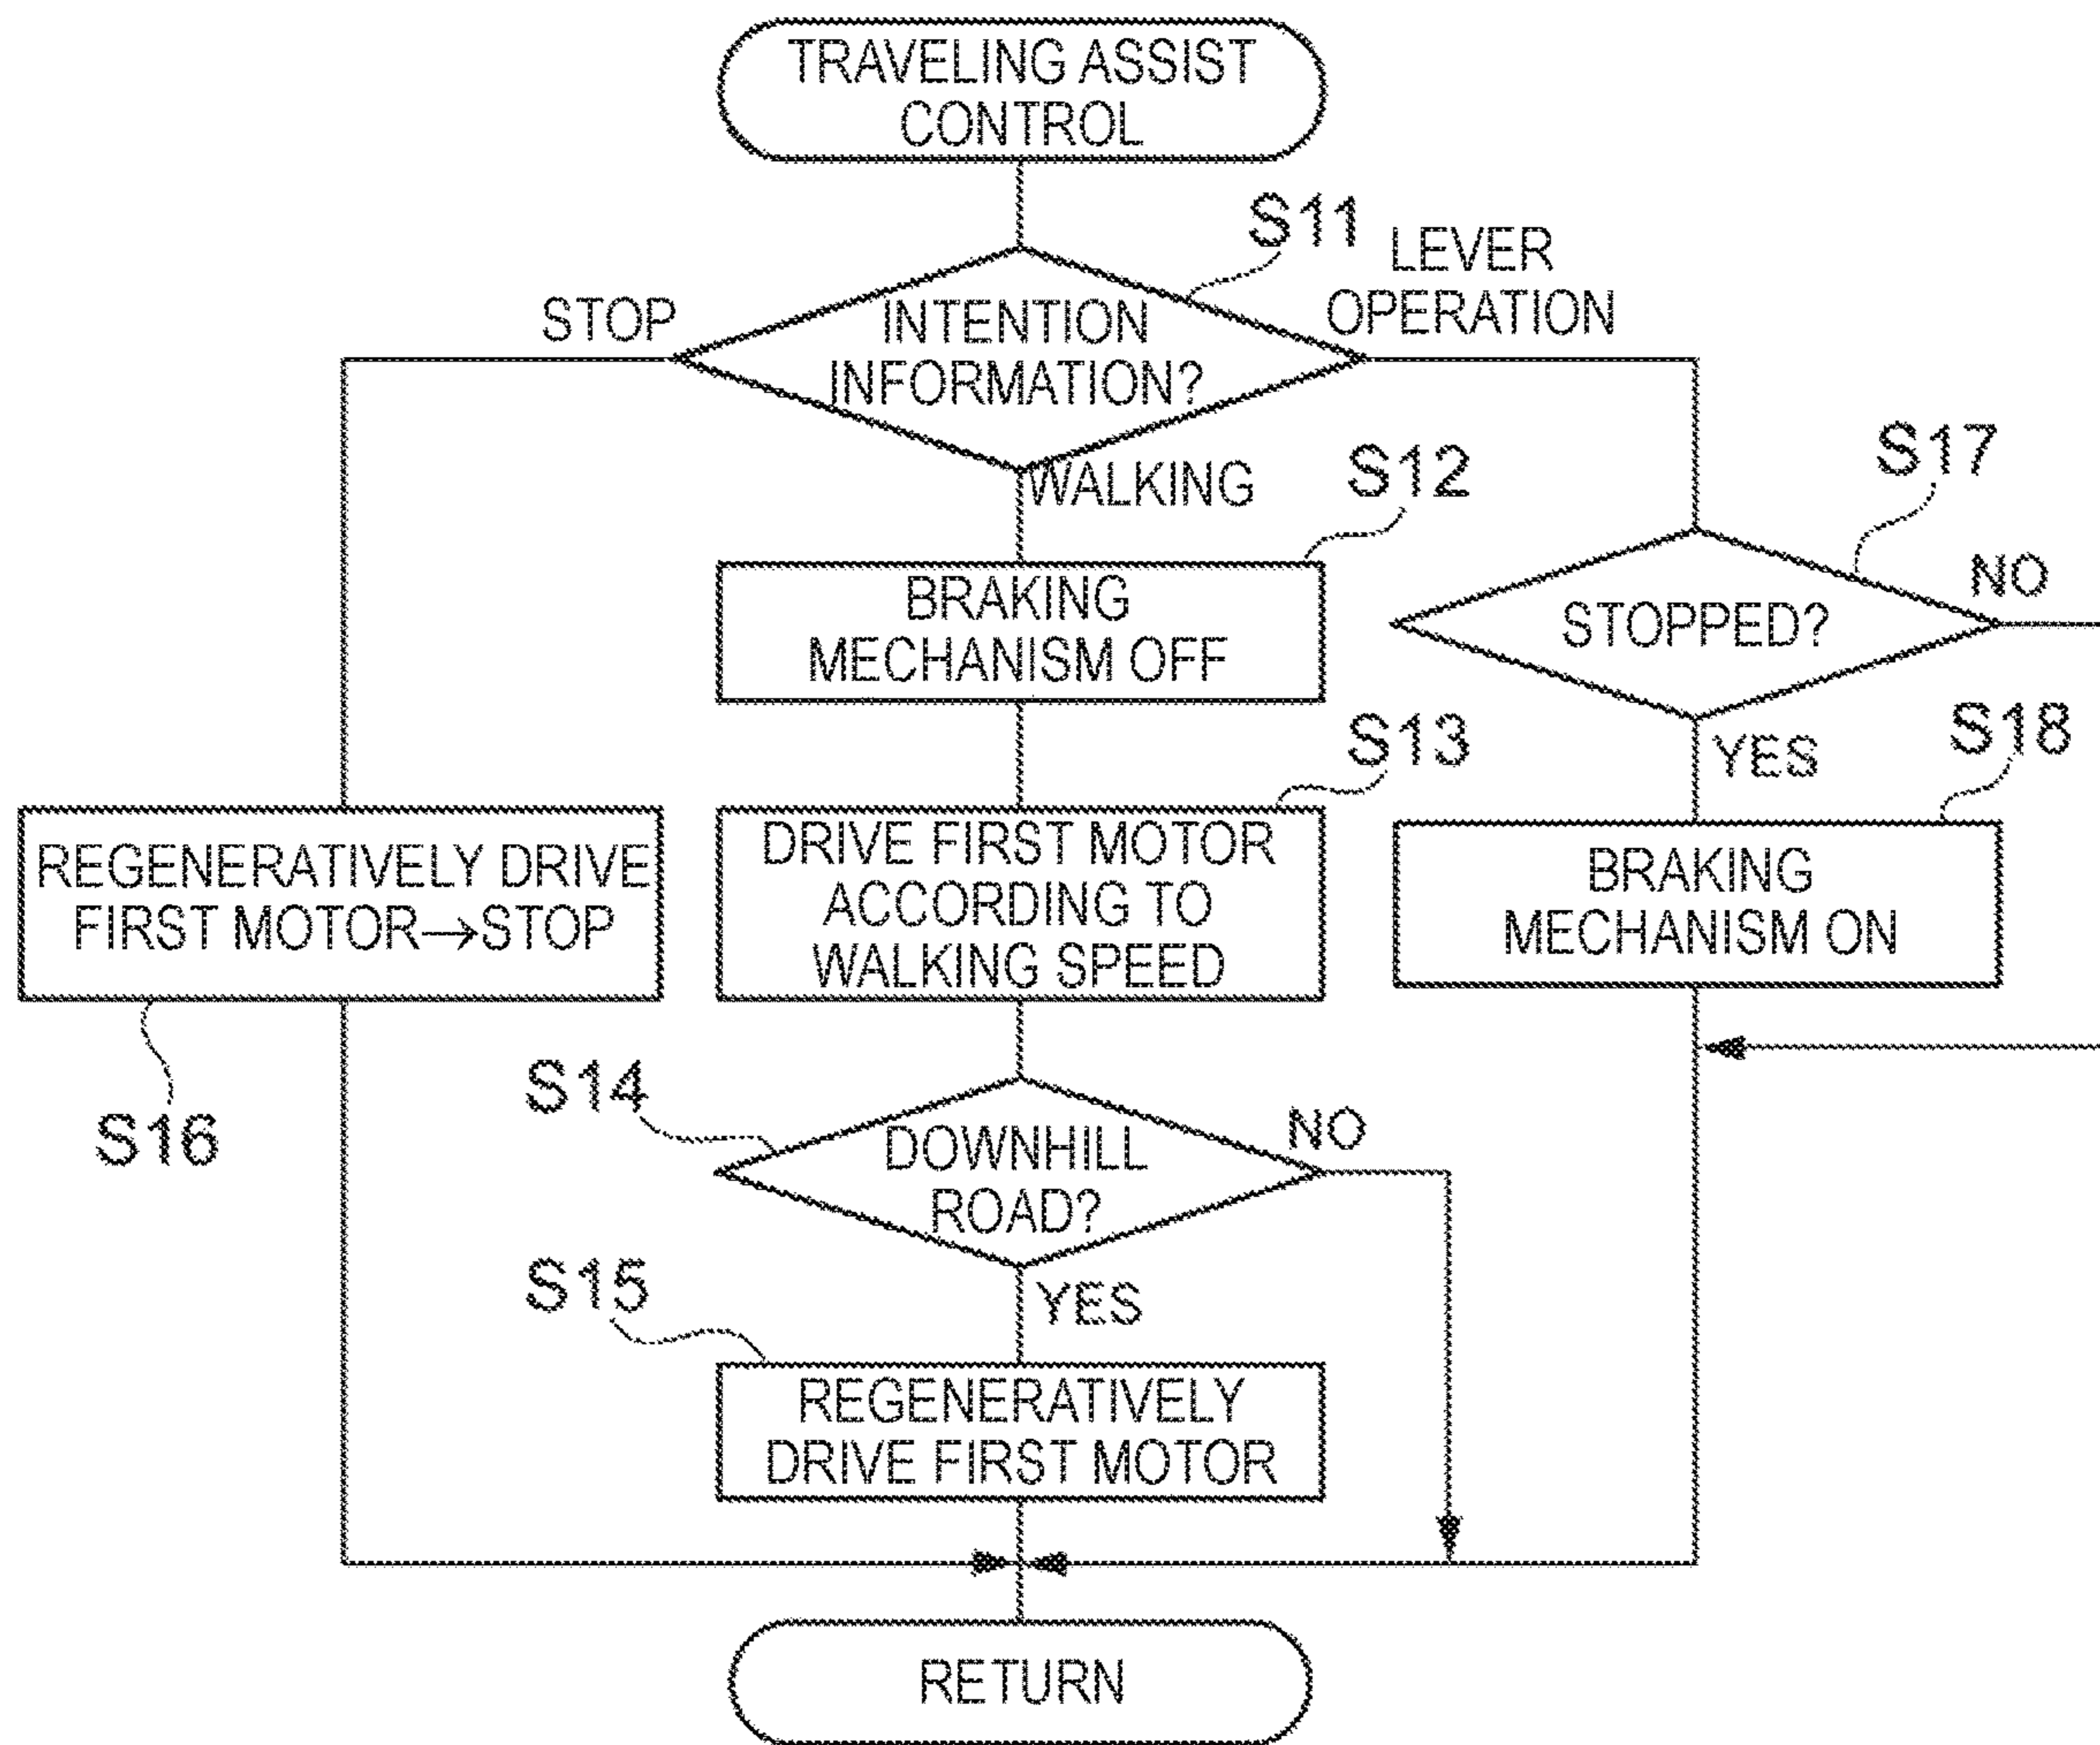 TRAVELING ASSIST
CONTROL
S11
LEVER
OPERATION
STOP
INTENTION
INFORMATION?
WALKING
S12
S17
NO
BRAKING
MECHANISM OFF
STOPPED?
S13
YES
S18
REGENERATIVELY DRIVE
FIRST MOTOR→STOP
DRIVE FIRST MOTOR
ACCORDING TO
WALKING SPEED
BRAKING
MECHANISM ON
S16
S14
DOWNHILL
ROAD?
NO
S15
YES
REGENERATIVELY
DRIVE FIRST MOTOR
RETURN